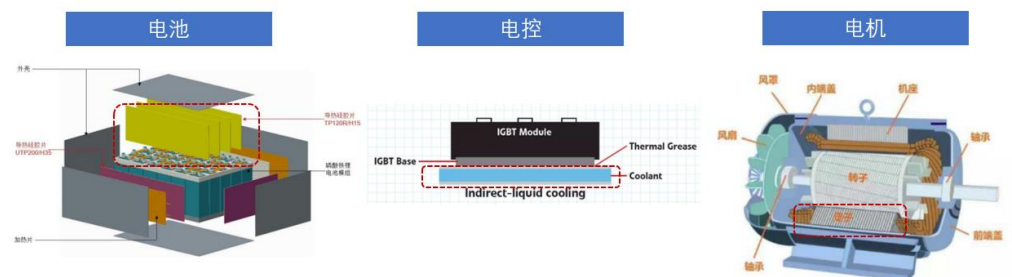 电池
电控
电机
外壳
导热硅胶片
TP120R/H15
导热硅胶片
UTP200/H35
磷酸铁锂
电池模组
加热片
IGBT Module
IGBT Base
Thermal Grease
Coolant
Indirect-liquid cooling
风罩
内端盖
机座
风扇
轴承
转子
定子
前端盖
轴承